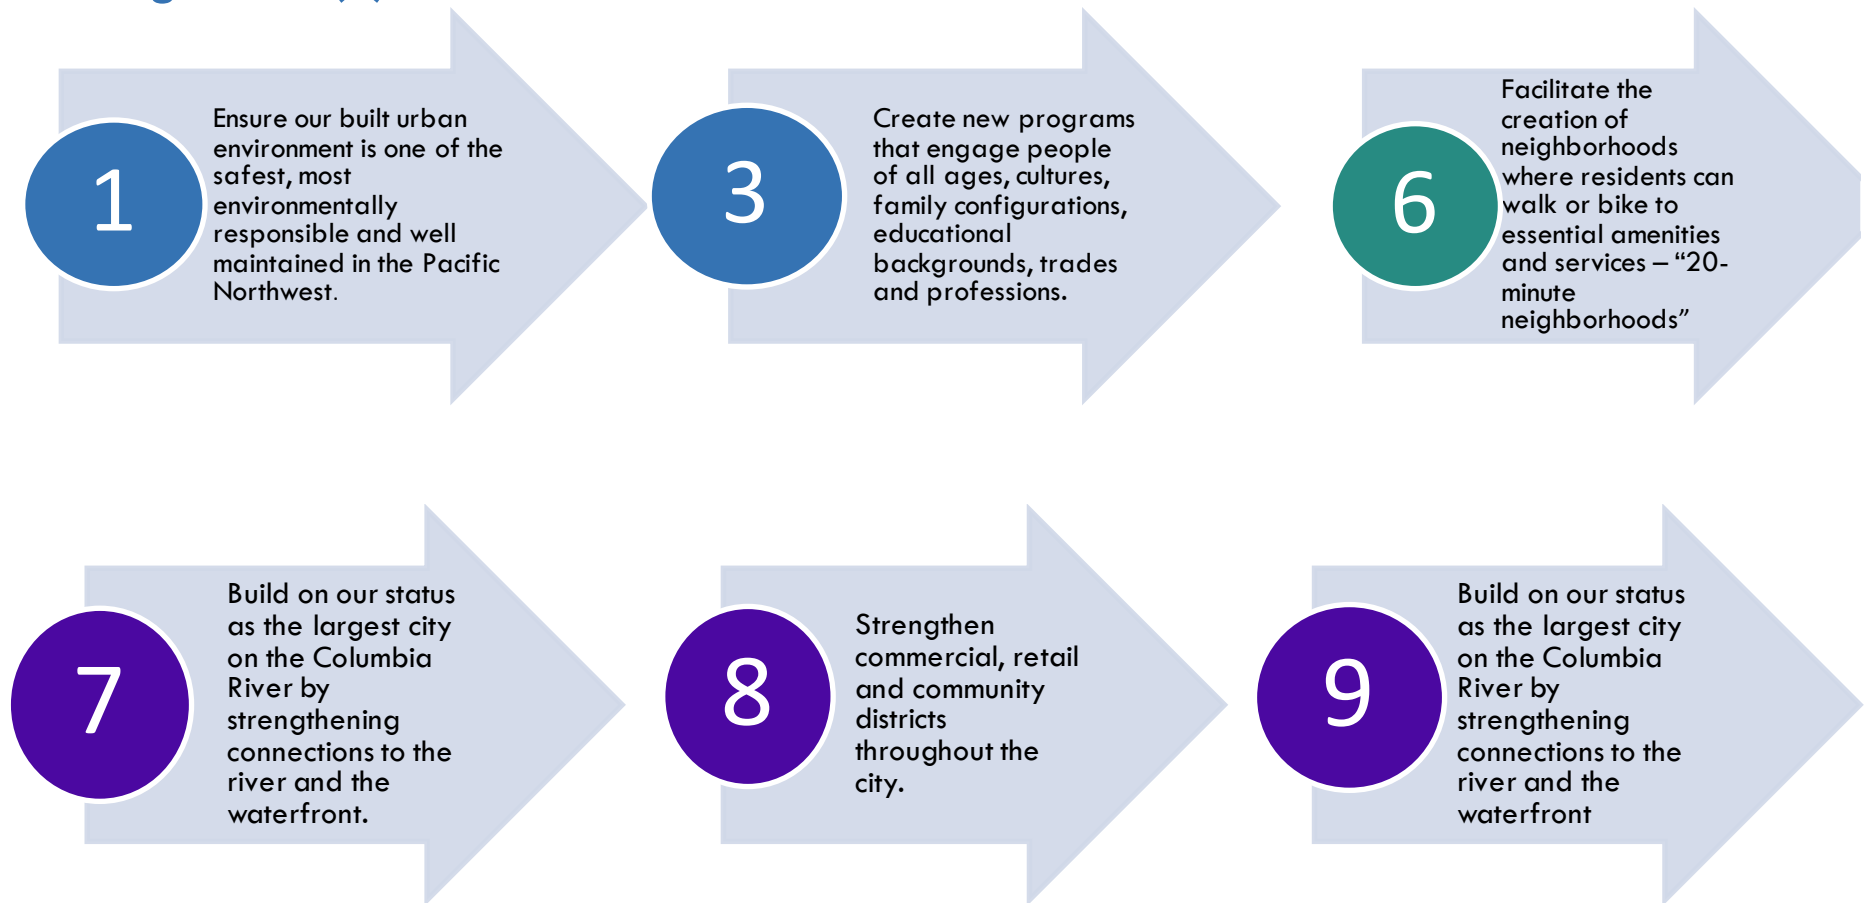 1
Ensure our built urban
environment is one of the
safest, most
environmentally
responsible and well
maintained in the Pacific
Northwest.
3
Create new programs
that engage people
of all ages, cultures,
family configurations,
educational
backgrounds, trades
and professions.
6
Facilitate the
creation of
neighborhoods
where residents can
walk or bike to
essential amenities
and services – “20-
minute
neighborhoods”
7
Build on our status
as the largest city
on the Columbia
River by
strengthening
connections to the
river and the
waterfront.
8
Strengthen
commercial, retail
and community
districts
throughout the
city.
9
Build on our status
as the largest city
on the Columbia
River by
strengthening
connections to the
river and the
waterfront